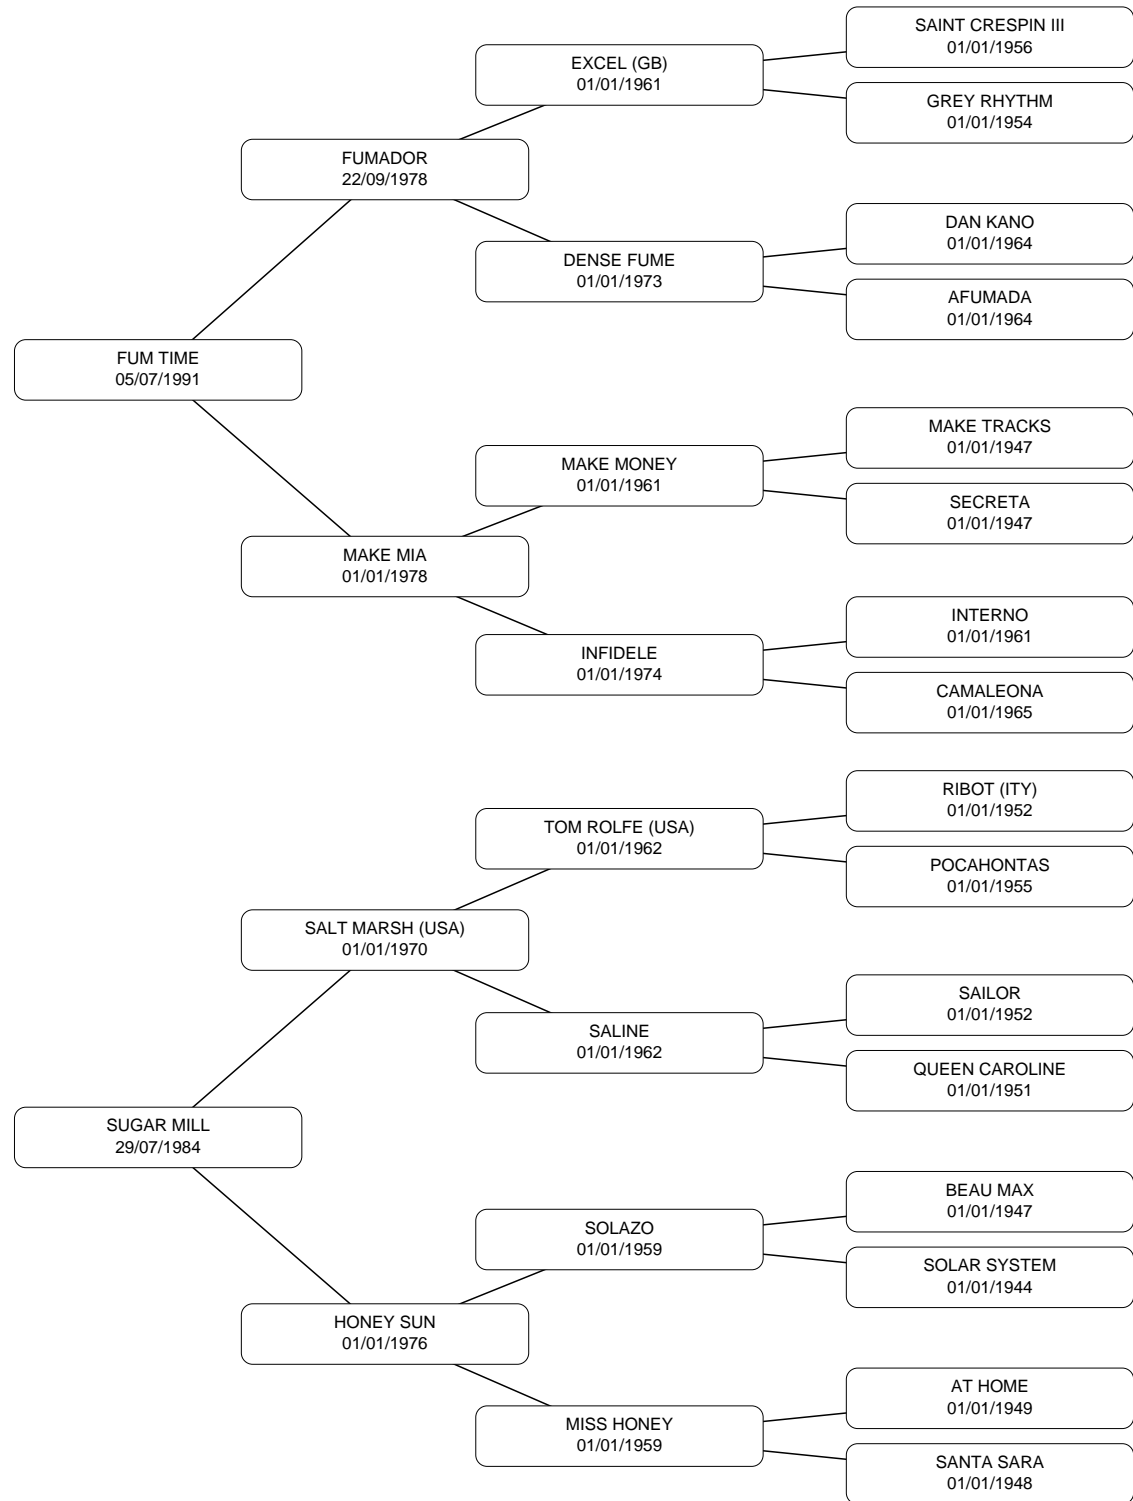 SAINT CRESPIN III
01/01/1956
EXCEL (GB)
01/01/1961
GREY RHYTHM
01/01/1954
FUMADOR
22/09/1978
DAN KANO
01/01/1964
DENSE FUME
01/01/1973
AFUMADA
01/01/1964
FUM TIME
05/07/1991
MAKE TRACKS
01/01/1947
MAKE MONEY
01/01/1961
SECRETA
01/01/1947
MAKE MIA
01/01/1978
INTERNO
01/01/1961
INFIDELE
01/01/1974
CAMALEONA
01/01/1965
RIBOT (ITY)
01/01/1952
TOM ROLFE (USA)
01/01/1962
POCAHONTAS
01/01/1955
SALT MARSH (USA)
01/01/1970
SAILOR
01/01/1952
SALINE
01/01/1962
QUEEN CAROLINE
01/01/1951
SUGAR MILL
29/07/1984
BEAU MAX
01/01/1947
SOLAZO
01/01/1959
SOLAR SYSTEM
01/01/1944
HONEY SUN
01/01/1976
AT HOME
01/01/1949
MISS HONEY
01/01/1959
SANTA SARA
01/01/1948